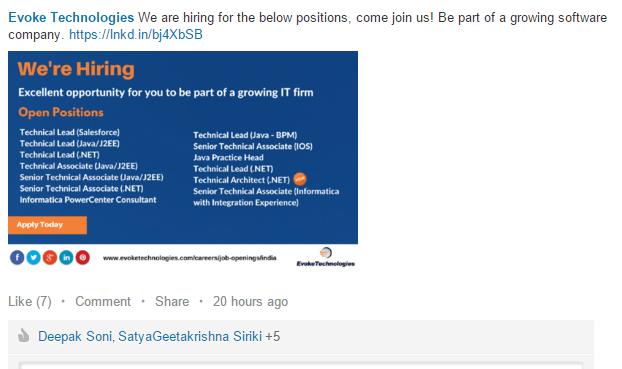 Evoke Technologies We are hiring for the below positions, come join us! Be part of a growing software
company. https://lnkd.in/bj4XbSB
We're Hiring
Excellent opportunity for you to be part of a growing IT firm
Open Positions
Technical Lead (Salesforce)
Technical Lead (Java/J2EE)
Technical Lead (.NET)
Technical Associate (Java/J2EE)
Senior Technical Associate (Java/J2EE)
Senior Technical Associate (.NET)
Informatica PowerCenter Consultant
Technical Lead (Java - BPM)
Senior Technical Associate (IOS)
Java Practice Head
Technical Lead (.NET)
Technical Architect (.NET)
Senior Technical Associate (Informatica
with Integration Experience)
Apply Today
www.evoketechnologies.com/careers/job-openings/india
EvokeTechnologies
Like (7) • Comment • Share • 20 hours ago
Deepak Soni, SatyaGeetakrishna Siriki +5